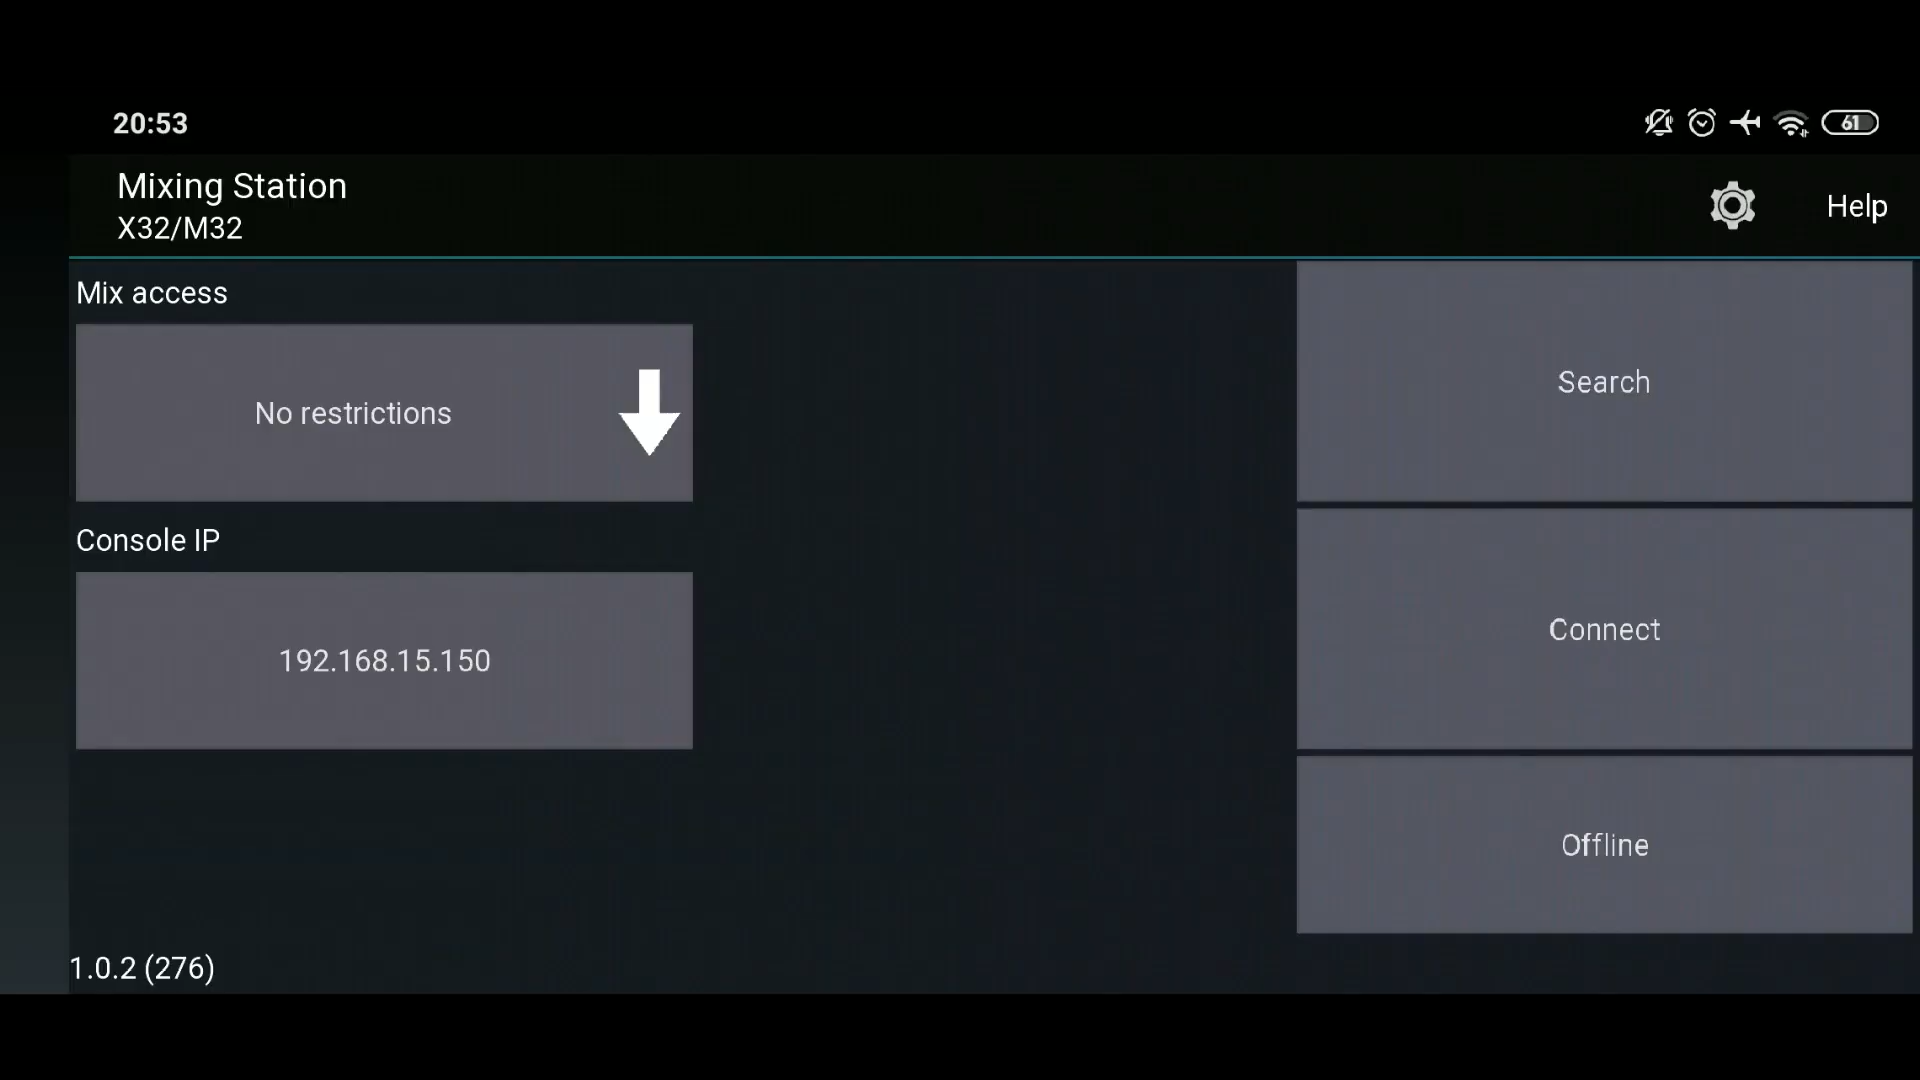 20:53
61
Mixing Station
X32/M32
Help
Mix access
No restrictions
Search
Console IP
192.168.15.150
Connect
Offline
1.0.2 (276)